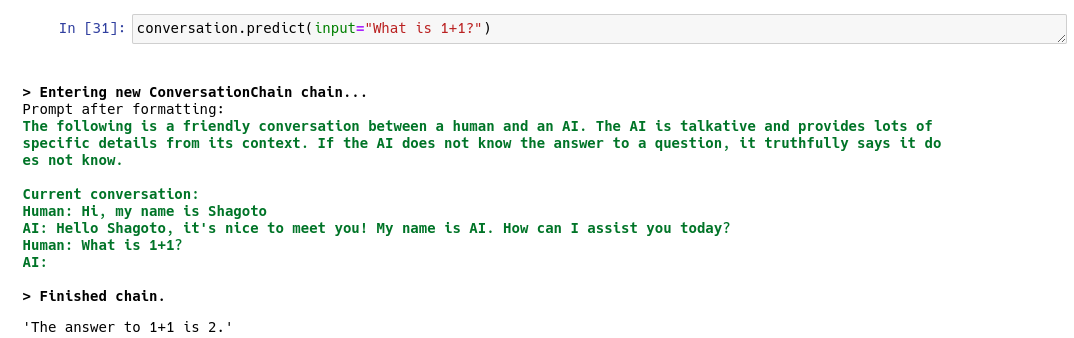 In [31]: conversation.predict(input="What is 1+1?")
> Entering new ConversationChain chain...
Prompt after formatting:
The following is a friendly conversation between a human and an AI. The AI is talkative and provides lots of
specific details from its context. If the AI does not know the answer to a question, it truthfully says it do
es not know.
Current conversation:
Human: Hi, my name is Shagoto
AI: Hello Shagoto, it's nice to meet you! My name is AI. How can I assist you today?
Human: What is 1+1?
AI:
> Finished chain.
'The answer to 1+1 is 2.'